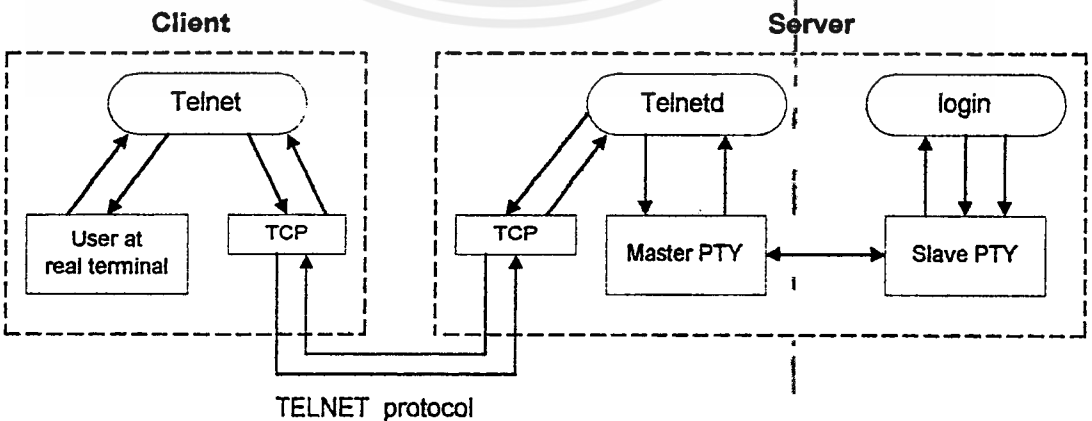 Client
Server
Telnet
Telnetd
login
User at
real terminal
TCP
TCP
Master PTY
Slave PTY
TELNET protocol